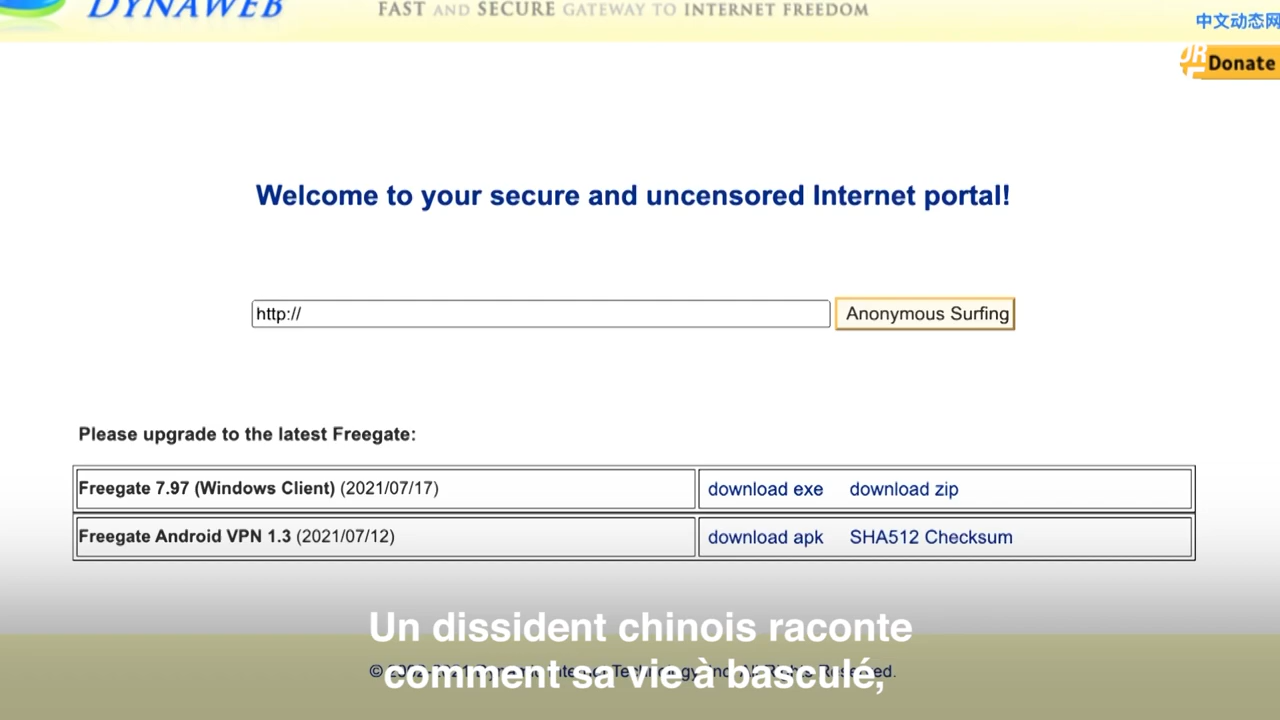 DYNAWEB
FAST AND SECURE GATEWAY TO INTERNET FREEDOM
中文动态网
Donate
Welcome to your secure and uncensored Internet portal!
http://
Anonymous Surfing
Please upgrade to the latest Freegate:
Freegate 7.97 (Windows Client) (2021/07/17) download exe download zip
Freegate Android VPN 1.3 (2021/07/12) download apk SHA512 Checksum
Un dissident chinois raconte
comment sa vie à basculé,